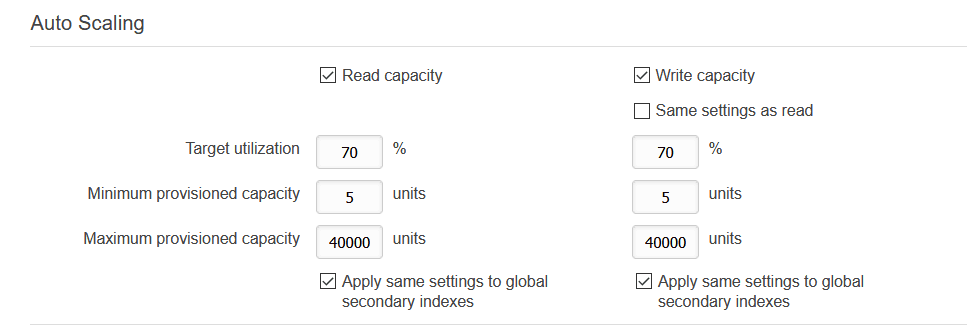 Auto Scaling
Read capacity Write capacity
Same settings as read
Target utilization 70 % 70 %
Minimum provisioned capacity 5 units 5 units
Maximum provisioned capacity 40000 units 40000 units
Apply same settings to global Apply same settings to global
secondary indexes secondary indexes